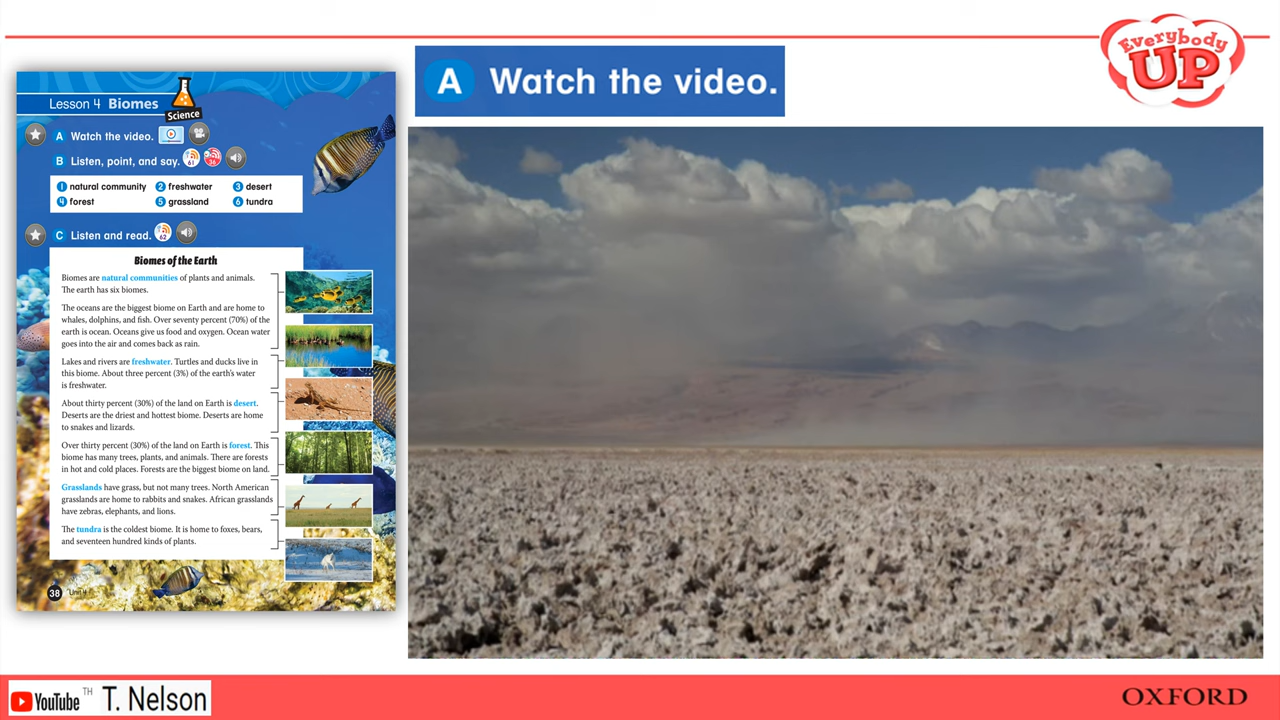 Everybody
UP
A Watch the video.
Lesson 4 Biomes
Science
A Watch the video.
B Listen, point, and say.
61
36
1 natural community 2 freshwater 3 desert
4 forest 5 grassland 6 tundra
C Listen and read.
62
Biomes of the Earth
Biomes are natural communities of plants and animals.
The earth has six biomes.
The oceans are the biggest biome on Earth and are home to
whales, dolphins, and fish. Over seventy percent (70%) of the
earth is ocean. Oceans give us food and oxygen. Ocean water
goes into the air and comes back as rain.
Lakes and rivers are freshwater. Turtles and ducks live in
this biome. About three percent (3%) of the earth's water
is freshwater.
About thirty percent (30%) of the land on Earth is desert.
Deserts are the driest and hottest biome. Deserts are home
to snakes and lizards.
Over thirty percent (30%) of the land on Earth is forest. This
biome has many trees, plants, and animals. There are forests
in hot and cold places. Forests are the biggest biome on land.
Grasslands have grass, but not many trees. North American
grasslands are home to rabbits and snakes. African grasslands
have zebras, elephants, and lions.
The tundra is the coldest biome. It is home to foxes, bears,
and seventeen hundred kinds of plants.
38 Unit 4
YouTube TH T. Nelson
OXFORD